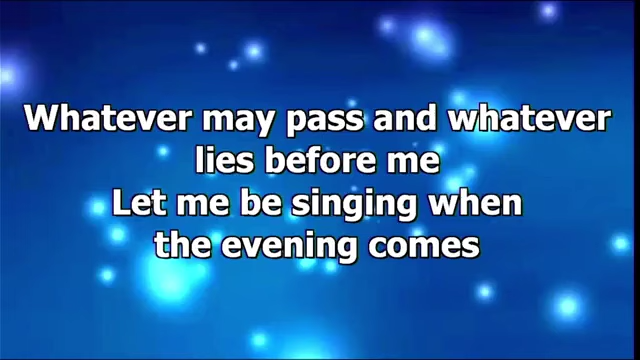 Whatever may pass and whatever
lies before me
Let me be singing when
the evening comes